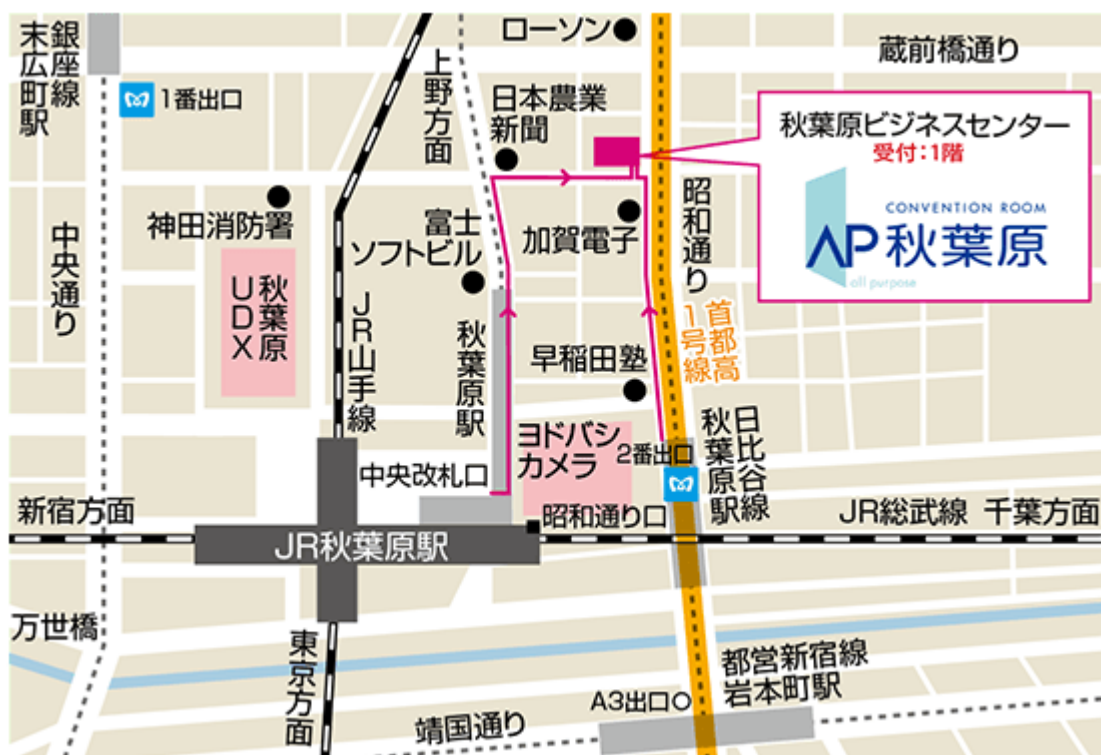 銀座線
末広町駅
1番出口
中央通り
神田消防署
秋葉原
UDX
JR山手線
上野方面
ローソン
日本農業
新聞
富士
ソフトビル
秋葉原駅
加賀電子
早稲田塾
蔵前橋通り
秋葉原ビジネスセンター
受付：1階
CONVENTION ROOM
AP秋葉原
all purpose
昭和通り
首都高
1号線
ヨドバシ
カメラ
2番出口
日比谷線
秋葉原駅
中央改札口
昭和通り口
新宿方面
JR秋葉原駅
JR総武線 千葉方面
万世橋
東京方面
靖国通り
A3出口
都営新宿線
岩本町駅